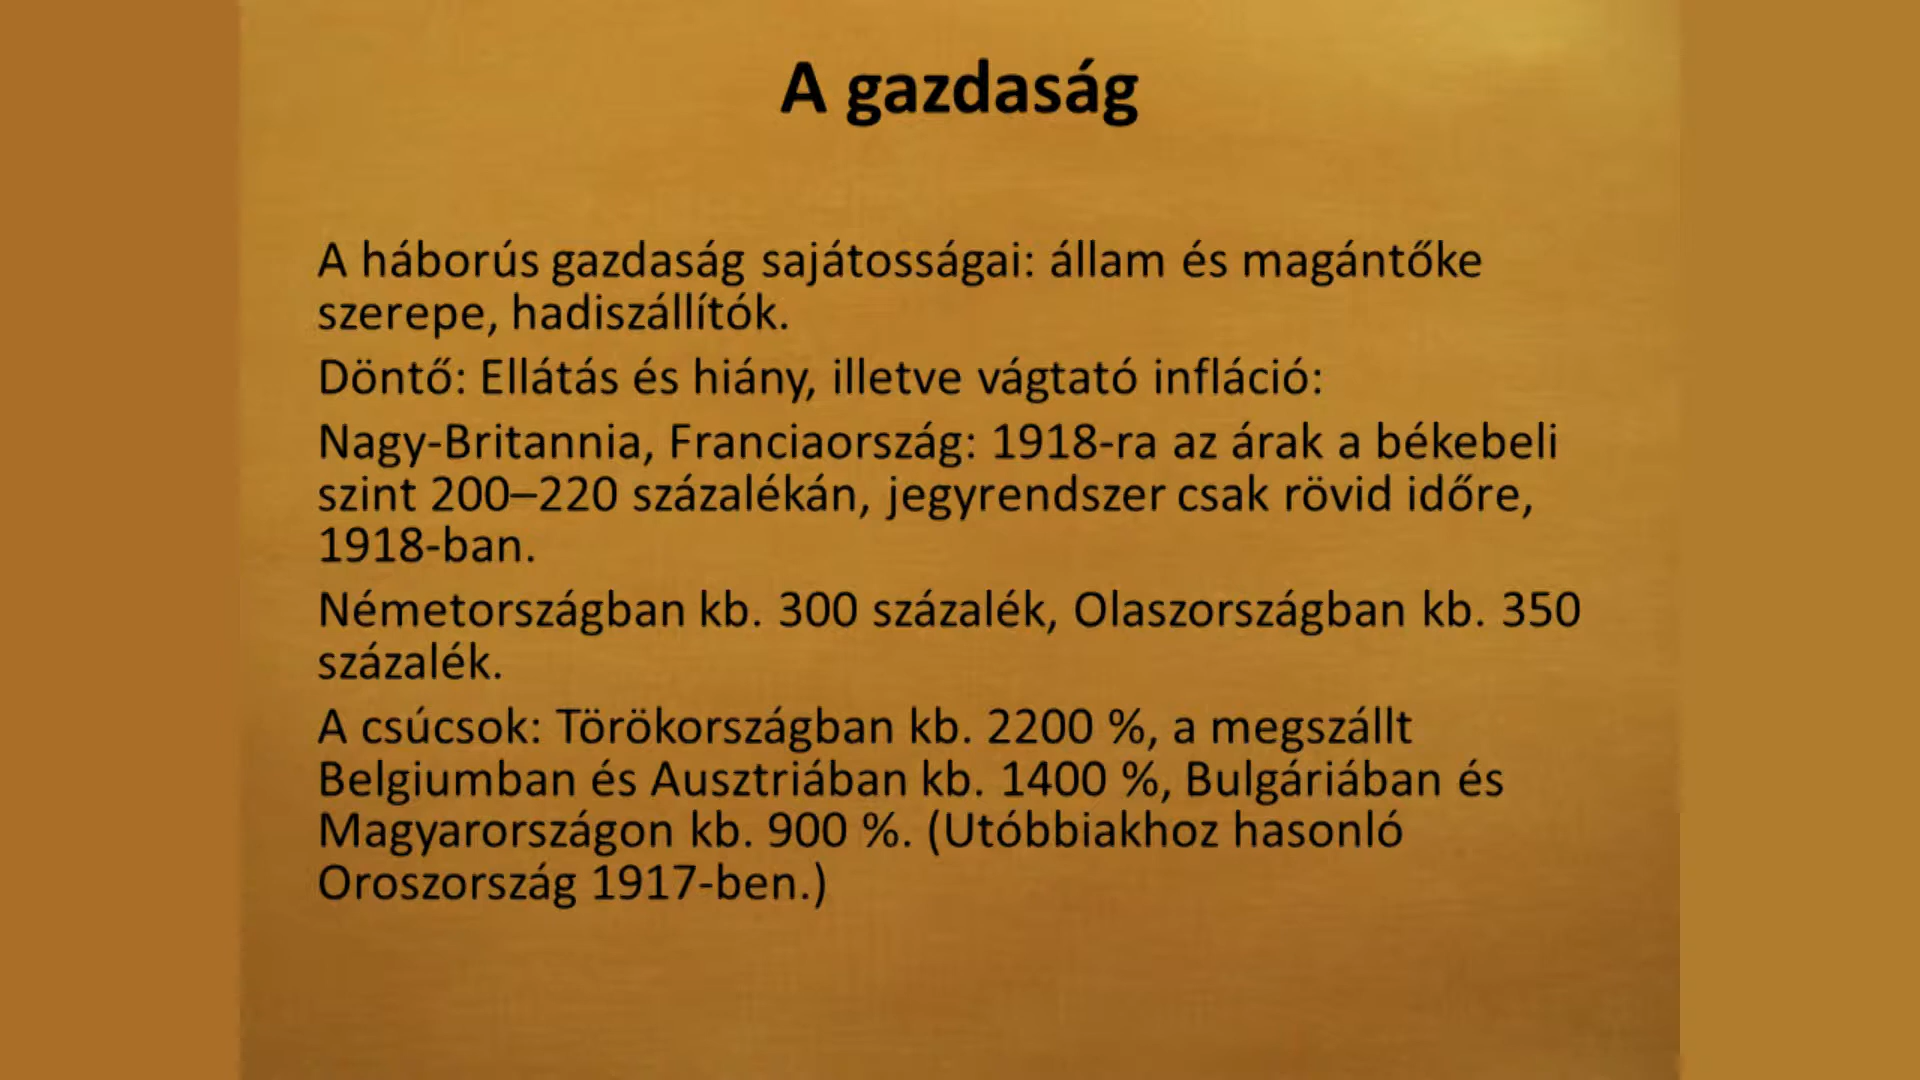 A gazdaság
A háborús gazdaság sajátosságai: állam és magántőke
szerepe, hadiszállítók.
Döntő: Ellátás és hiány, illetve vágtató infláció:
Nagy-Britannia, Franciaország: 1918-ra az árak a békebeli
szint 200–220 százalékán, jegyrendszer csak rövid időre,
1918-ban.
Németországban kb. 300 százalék, Olaszországban kb. 350
százalék.
A csúcsok: Törökországban kb. 2200 %, a megszállt
Belgiumban és Ausztriában kb. 1400 %, Bulgáriában és
Magyarországon kb. 900 %. (Utóbbiakhoz hasonló
Oroszország 1917-ben.)